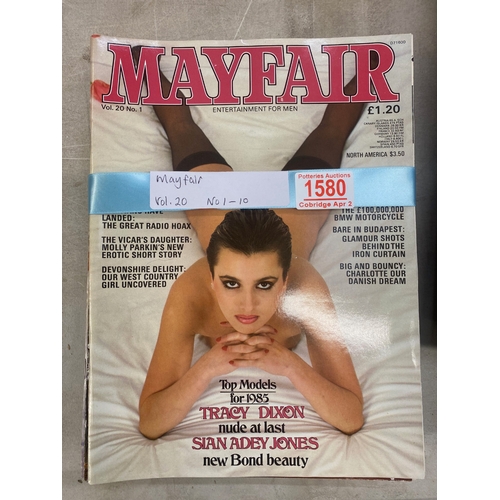 MAYFAIR
Vol. 20 No. 1
ENTERTAINMENT FOR MEN
£1.20
NORTH AMERICA $3.50
Mayfair
Vol. 20 No 1-10
Potteries Auctions
1580
Cobridge Apr 2
LANDED:
THE GREAT RADIO HOAX
THE VICAR'S DAUGHTER:
MOLLY PARKIN'S NEW
EROTIC SHORT STORY
DEVONSHIRE DELIGHT:
OUR WEST COUNTRY
GIRL UNCOVERED
THE £100,000,000
BMW MOTORCYCLE
BARE IN BUDAPEST:
GLAMOUR SHOTS
BEHIND THE
IRON CURTAIN
BIG AND BOUNCY:
CHARLOTTE OUR
DANISH DREAM
Top Models
for 1985
TRACY DIXON
nude at last
SIAN ADEY JONES
new Bond beauty